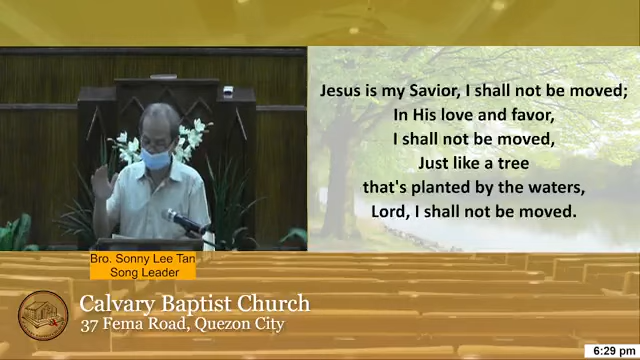 Jesus is my Savior, I shall not be moved;
In His love and favor,
I shall not be moved,
Just like a tree
that's planted by the waters,
Lord, I shall not be moved.
Bro. Sonny Lee Tan
Song Leader
Calvary Baptist Church
37 Fema Road, Quezon City
6:29 pm